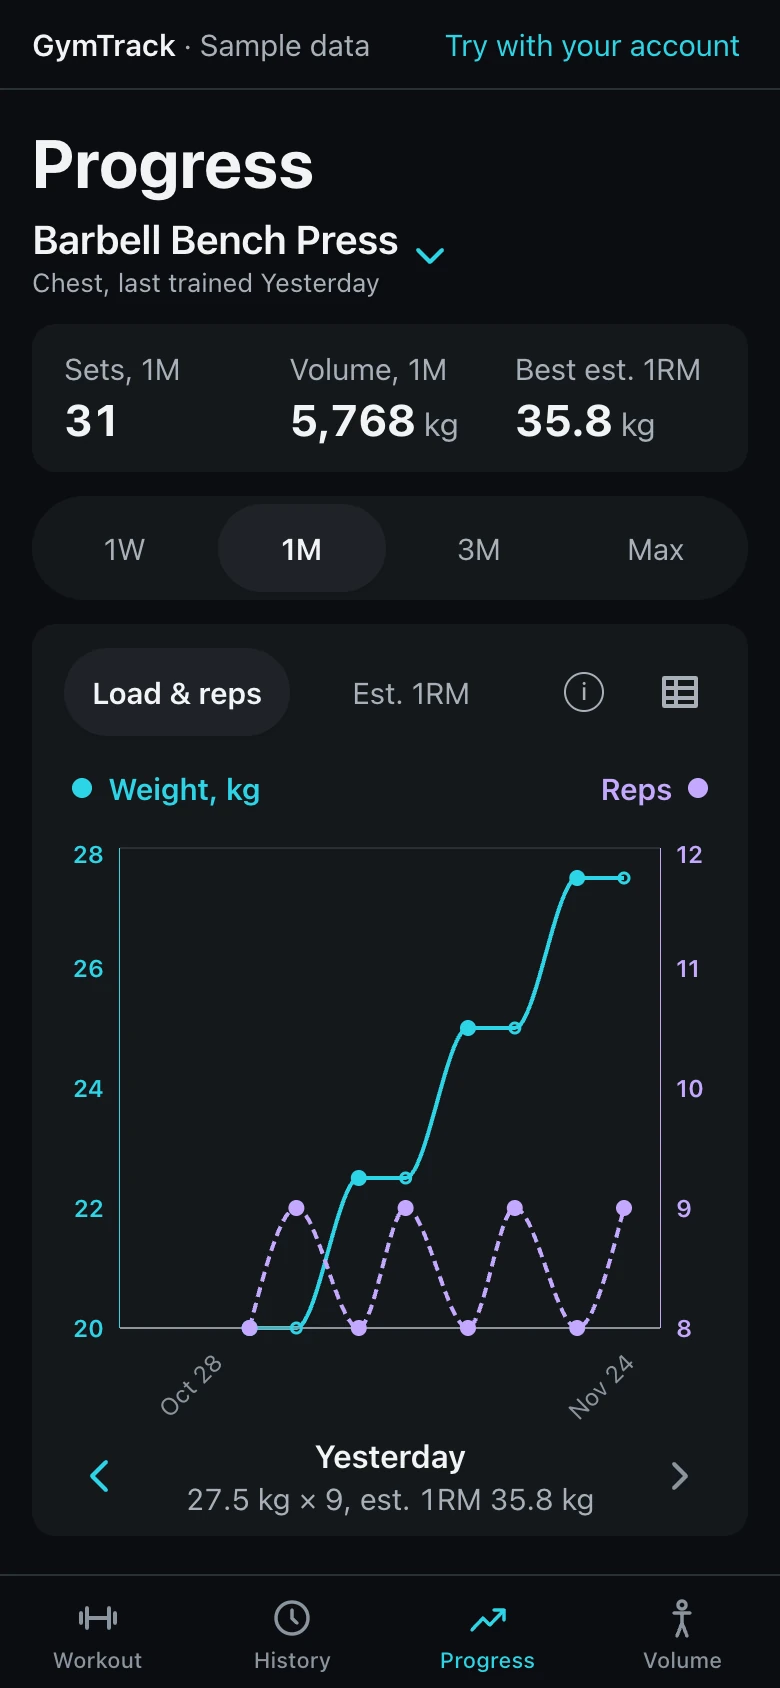 GymTrack · Sample data
Try with your account
Progress
Barbell Bench Press
Chest, last trained Yesterday
Sets, 1M
31
Volume, 1M
5,768 kg
Best est. 1RM
35.8 kg
1W
1M
3M
Max
Load & reps
Est. 1RM
i
Weight, kg
Reps
28
26
24
22
20
12
11
10
9
8
Oct 28
Nov 24
Yesterday
27.5 kg × 9, est. 1RM 35.8 kg
Workout
History
Progress
Volume